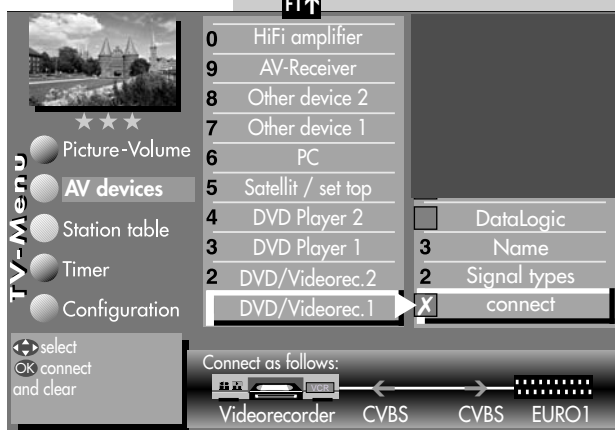 TV-Menu
Picture-Volume
AV devices
Station table
Timer
Configuration
0 HiFi amplifier
9 AV-Receiver
8 Other device 2
7 Other device 1
6 PC
5 Satellit / set top
4 DVD Player 2
3 DVD Player 1
2 DVD/Videorec.2
DVD/Videorec.1
DataLogic
3 Name
2 Signal types
X connect
select
OK connect
and clear
Connect as follows:
VCR
Videorecorder CVBS CVBS EURO1